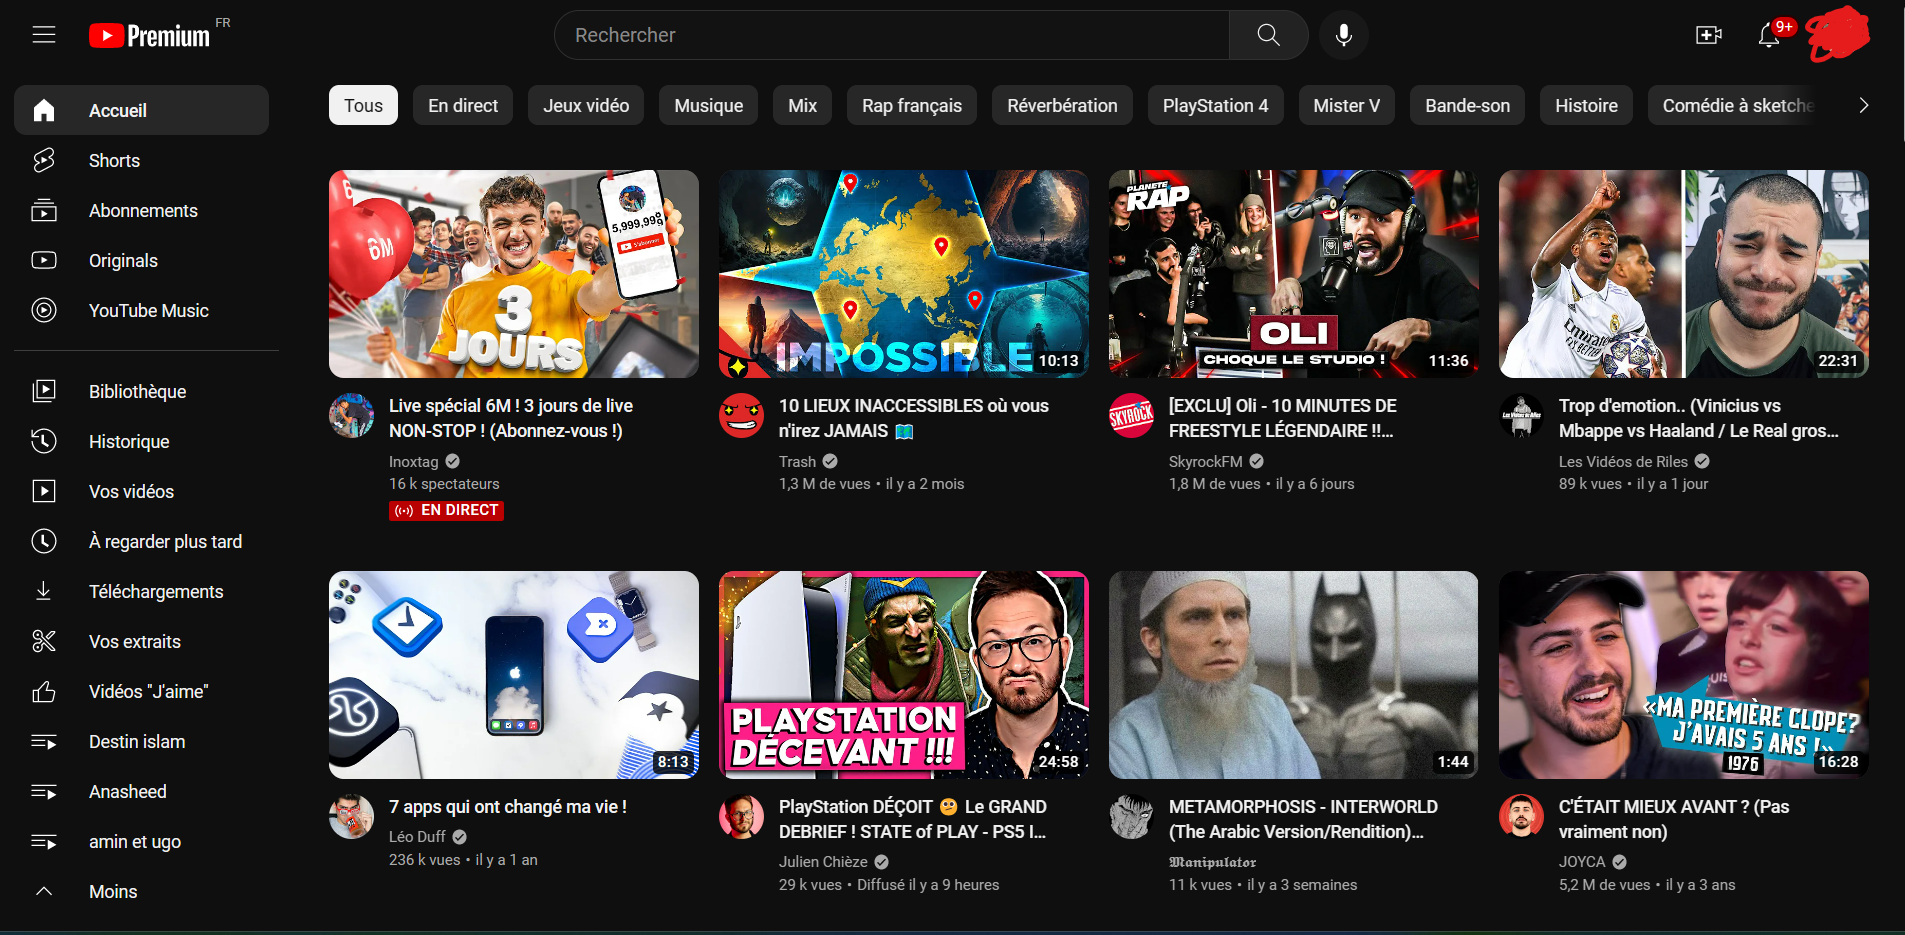 Premium FR
Rechercher
9+
Accueil
Shorts
Abonnements
Originals
YouTube Music
Bibliothèque
Historique
Vos vidéos
À regarder plus tard
Téléchargements
Vos extraits
Vidéos "J'aime"
Destin islam
Anasheed
amin et ugo
Moins
Tous
En direct
Jeux vidéo
Musique
Mix
Rap français
Réverbération
PlayStation 4
Mister V
Bande-son
Histoire
Comédie à sketche
6M
5,999,999
S'abonner
3
JOURS
Live spécial 6M ! 3 jours de live
NON-STOP ! (Abonnez-vous !)
Inoxtag
16 k spectateurs
EN DIRECT
IMPOSSIBLE
10:13
10 LIEUX INACCESSIBLES où vous
n'irez JAMAIS 🗺️
Trash
1,3 M de vues • il y a 2 mois
PLANÈTE
RAP
OLI
CHOQUE LE STUDIO !
11:36
SKYROCK
[EXCLU] Oli - 10 MINUTES DE
FREESTYLE LÉGENDAIRE !!...
SkyrockFM
1,8 M de vues • il y a 6 jours
22:31
Les Vidéos de Riles
Trop d'emotion.. (Vinicius vs
Mbappe vs Haaland / Le Real gros...
Les Vidéos de Riles
89 k vues • il y a 1 jour
8:13
7 apps qui ont changé ma vie !
Léo Duff
236 k vues • il y a 1 an
PLAYSTATION
DÉCEVANT !!!
24:58
PlayStation DÉÇOIT 🤨 Le GRAND
DEBRIEF ! STATE of PLAY - PS5 I...
Julien Chièze
29 k vues • Diffusé il y a 9 heures
1:44
METAMORPHOSIS - INTERWORLD
(The Arabic Version/Rendition)...
𝕸𝖆𝖓𝖎𝖕𝖚𝖑𝖆𝖙𝖔𝖗
11 k vues • il y a 3 semaines
«MA PREMIÈRE CLOPE?
J'AVAIS 5 ANS !»
1976
16:28
C'ÉTAIT MIEUX AVANT ? (Pas
vraiment non)
JOYCA
5,2 M de vues • il y a 3 ans